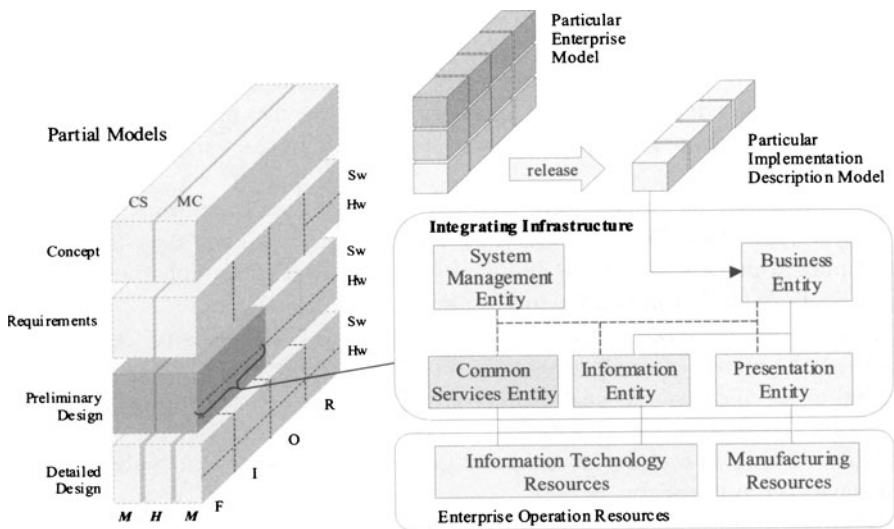 Particular
Enterprise
Model
Partial Models
release
Particular
Implementation
Description Model
CS MC
Sw
Hw
Sw
Hw
Sw
Hw
Concept
Requirements
Preliminary
Design
Detailed
Design
M H M
F
I
O
R
Integrating Infrastructure
System
Management
Entity
Business
Entity
Common
Services Entity
Information
Entity
Presentation
Entity
Information Technology
Resources
Manufacturing
Resources
Enterprise Operation Resources